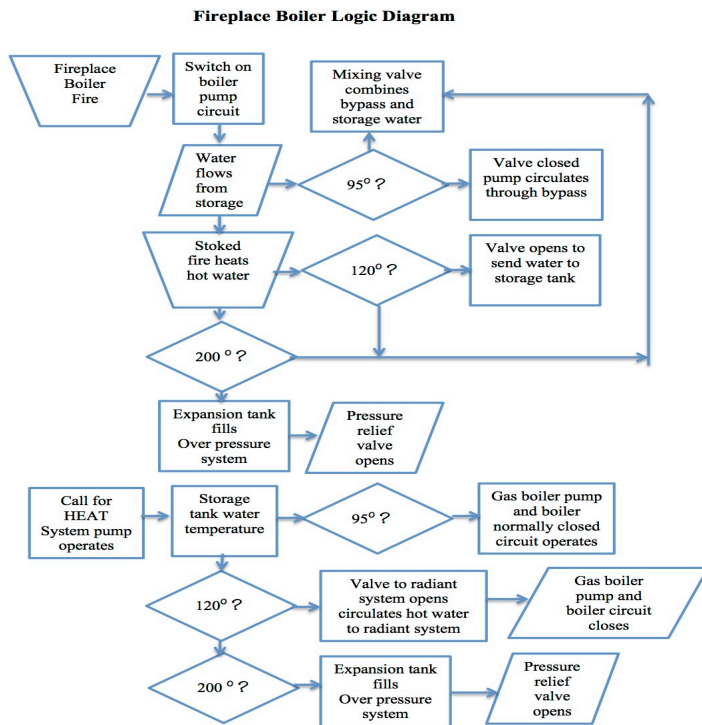 Fireplace Boiler Logic Diagram
Fireplace
Boiler
Fire
Switch on
boiler
pump
circuit
Mixing valve
combines
bypass and
storage water
Water
flows
from
storage
95° ?
Valve closed
pump circulates
through bypass
Stoked
fire heats
hot water
120° ?
Valve opens to
send water to
storage tank
200 ° ?
Expansion tank
fills
Over pressure
system
Pressure
relief
valve
opens
Call for
HEAT
System pump
operates
Storage
tank water
temperature
95° ?
Gas boiler pump
and boiler
normally closed
circuit operates
120° ?
Valve to radiant
system opens
circulates hot water
to radiant system
Gas boiler
pump and
boiler circuit
closes
200 ° ?
Expansion tank
fills
Over pressure
system
Pressure
relief
valve
opens